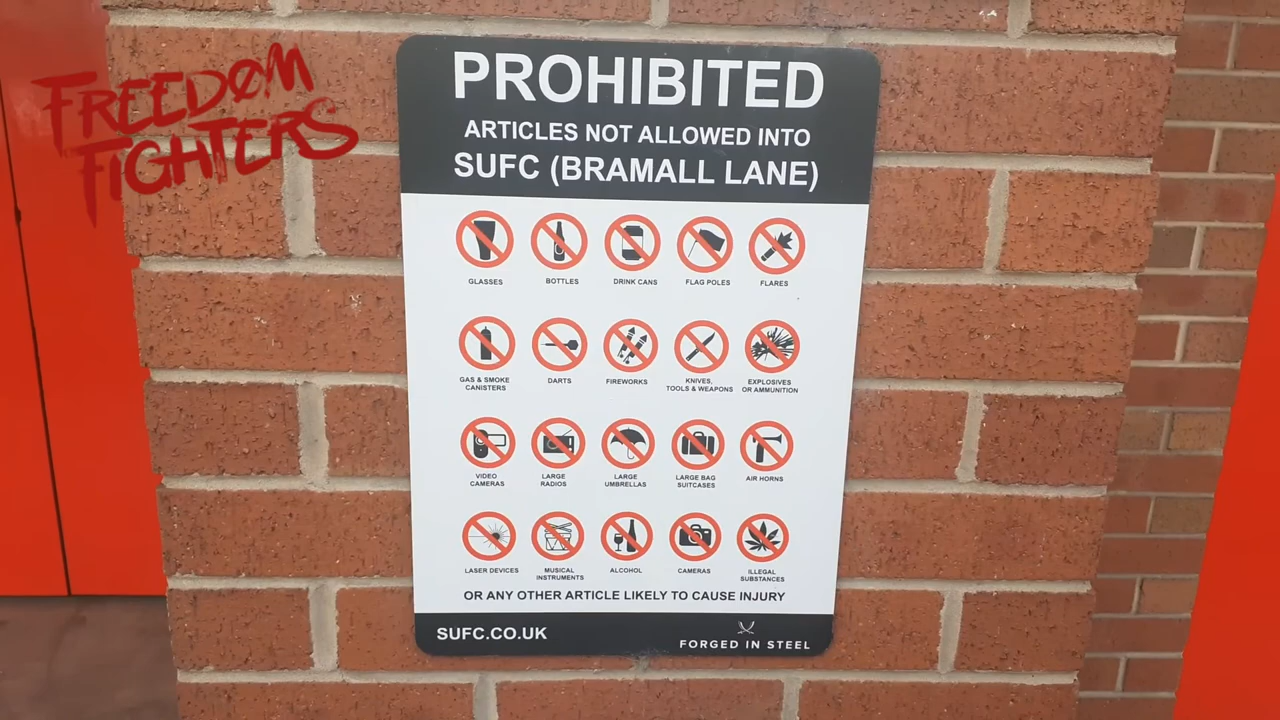 FREEDOM
FIGHTERS
PROHIBITED
ARTICLES NOT ALLOWED INTO
SUFC (BRAMALL LANE)
GLASSES
BOTTLES
DRINK CANS
FLAG POLES
FLARES
GAS & SMOKE
CANISTERS
DARTS
FIREWORKS
KNIVES,
TOOLS & WEAPONS
EXPLOSIVES
OR AMMUNITION
VIDEO
CAMERAS
LARGE
RADIOS
LARGE
UMBRELLAS
LARGE BAG
SUITCASES
AIR HORNS
LASER DEVICES
MUSICAL
INSTRUMENTS
ALCOHOL
CAMERAS
ILLEGAL
SUBSTANCES
OR ANY OTHER ARTICLE LIKELY TO CAUSE INJURY
SUFC.CO.UK
FORGED IN STEEL